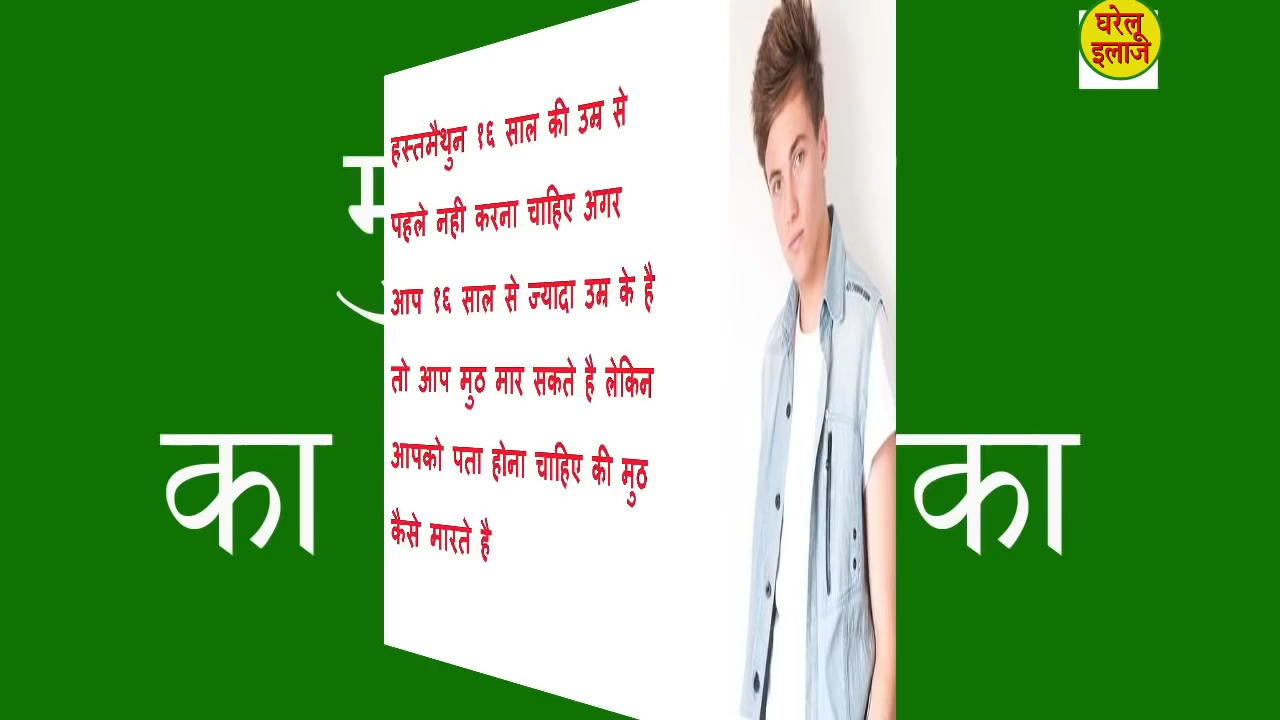 घरेलू
इलाज
हस्तमैथुन १६ साल की उम्र से
पहले नही करना चाहिए अगर
आप १६ साल से ज्यादा उम्र के है
तो आप मुठ मार सकते है लेकिन
आपको पता होना चाहिए की मुठ
कैसे मारते है
का
का